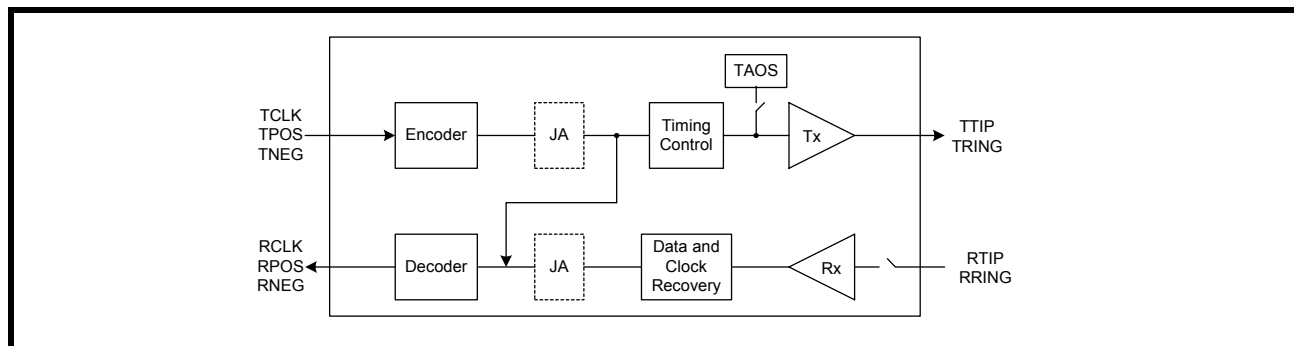 TAOS
TCLK
TPOS
TNEG
Encoder
JA
Timing
Control
Tx
TTIP
TRING
RCLK
RPOS
RNEG
Decoder
JA
Data and
Clock
Recovery
Rx
RTIP
RRING